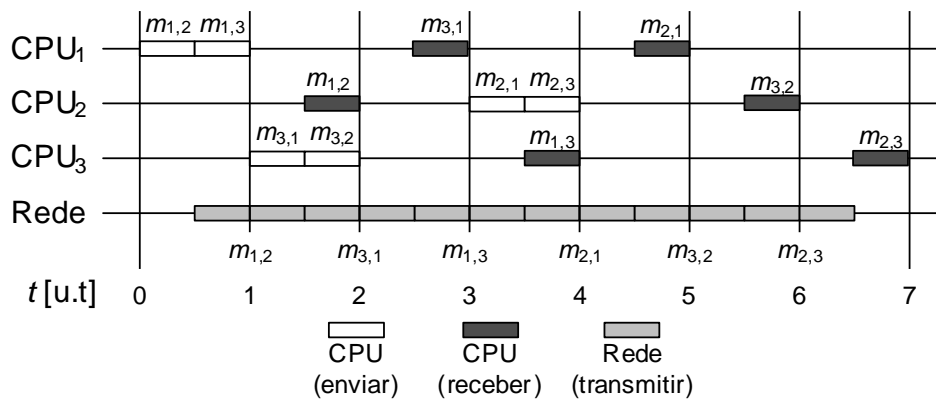 m1,2 m1,3 m3,1 m2,1
CPU1
m1,2 m2,1 m2,3 m3,2
CPU2
m3,1 m3,2 m1,3 m2,3
CPU3
Rede
m1,2 m3,1 m1,3 m2,1 m3,2 m2,3
t [u.t] 0 1 2 3 4 5 6 7
CPU CPU Rede
(enviar) (receber) (transmitir)